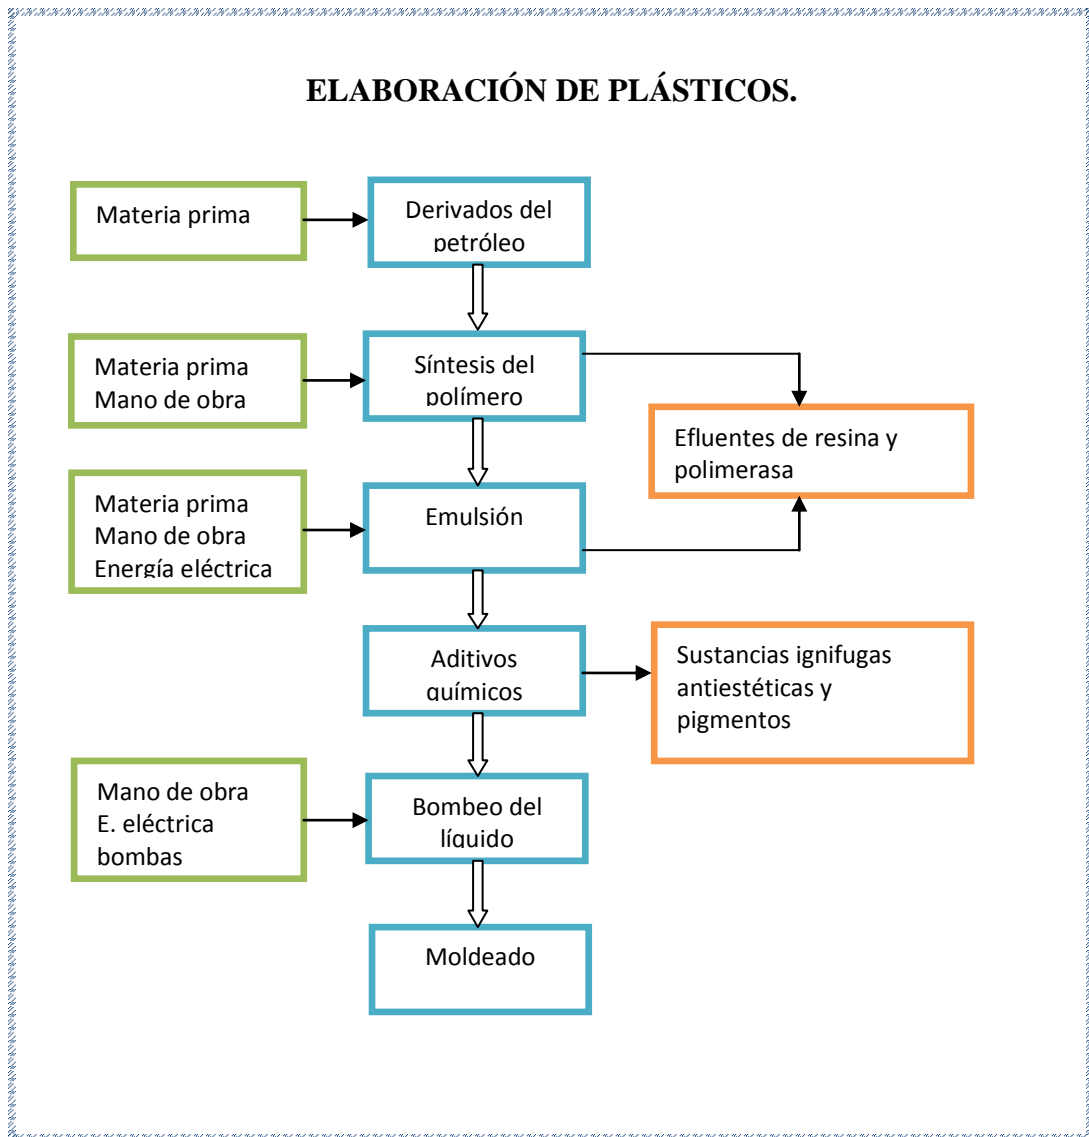 ELABORACIÓN DE PLÁSTICOS.
Materia prima
Derivados del
petróleo
Materia prima
Mano de obra
Síntesis del
polímero
Efluentes de resina y
polimerasa
Materia prima
Mano de obra
Energía eléctrica
Emulsión
Aditivos
químicos
Sustancias ignifugas
antiestéticas y
pigmentos
Mano de obra
E. eléctrica
bombas
Bombeo del
líquido
Moldeado